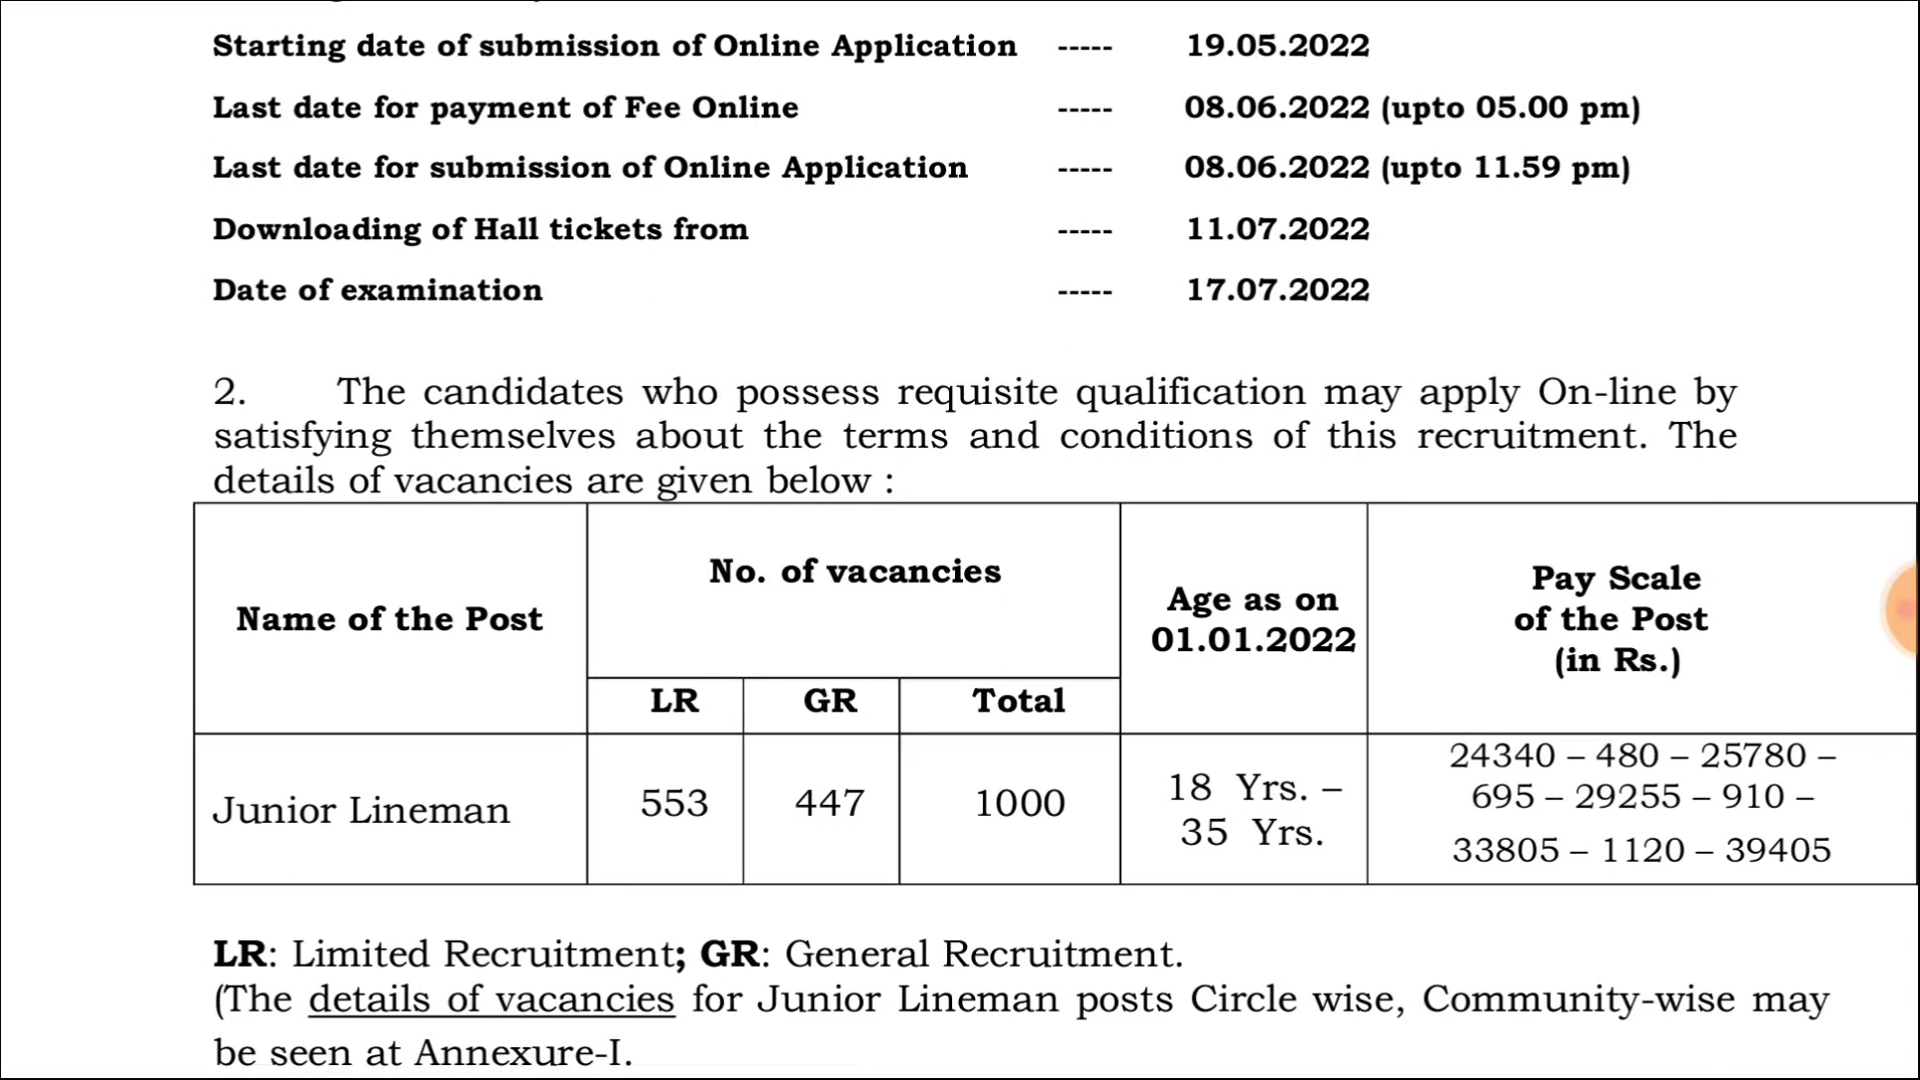 Starting date of submission of Online Application ----- 19.05.2022
Last date for payment of Fee Online ----- 08.06.2022 (upto 05.00 pm)
Last date for submission of Online Application ----- 08.06.2022 (upto 11.59 pm)
Downloading of Hall tickets from ----- 11.07.2022
Date of examination ----- 17.07.2022
2. The candidates who possess requisite qualification may apply On-line by
satisfying themselves about the terms and conditions of this recruitment. The
details of vacancies are given below :
Name of the Post
No. of vacancies
Age as on
01.01.2022
Pay Scale
of the Post
(in Rs.)
LR GR Total
Junior Lineman
553 447 1000
18 Yrs. –
35 Yrs.
24340 – 480 – 25780 –
695 – 29255 – 910 –
33805 – 1120 – 39405
LR: Limited Recruitment; GR: General Recruitment.
(The details of vacancies for Junior Lineman posts Circle wise, Community-wise may
be seen at Annexure-I.